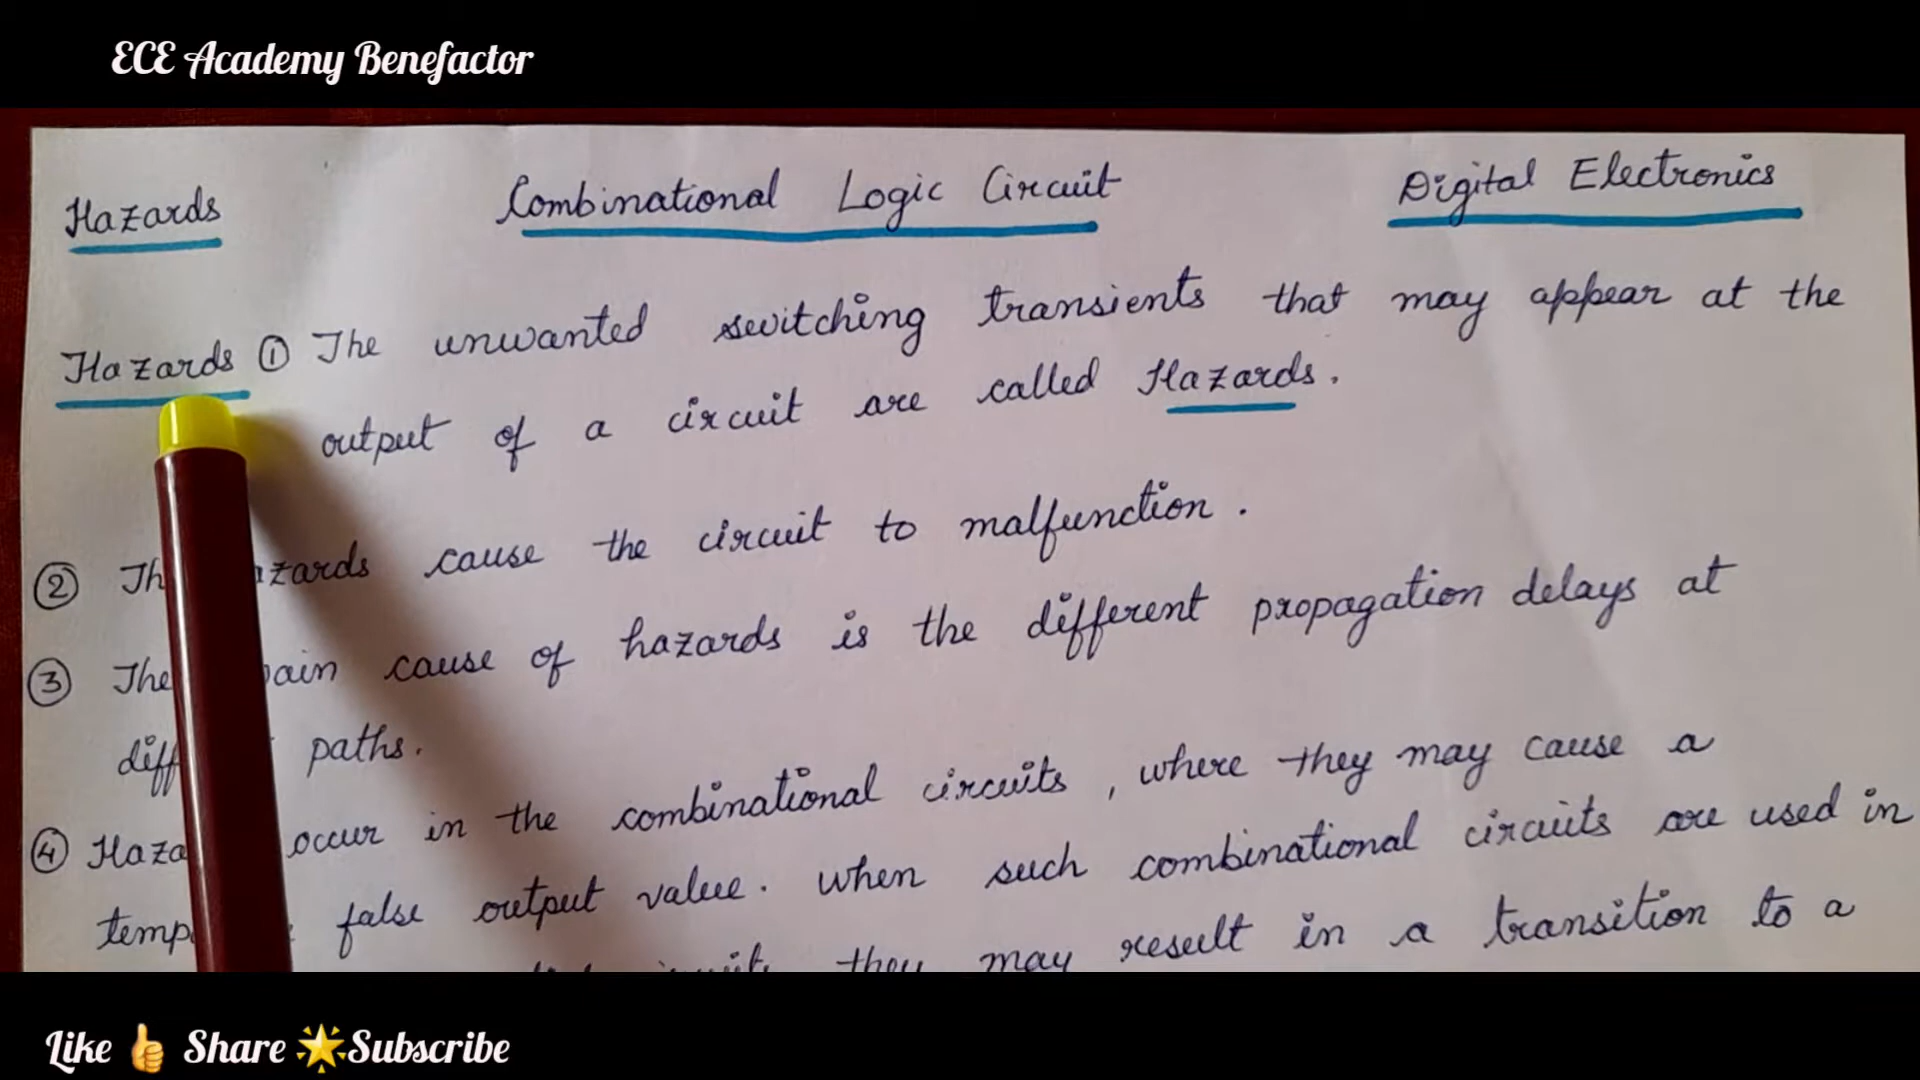 ECE Academy Benefactor
Hazards Combinational Logic Circuit Digital Electronics
Hazards ① The unwanted switching transients that may appear at the
output of a circuit are called Hazards.
② cause the circuit to malfunction.
③ The cause of hazards is the different propagation delays at
paths.
④ occur in the combinational circuits, where they may cause a
false output value. When such combinational circuits are used in
they may result in a transition to a
Like 👍 Share 🌟Subscribe